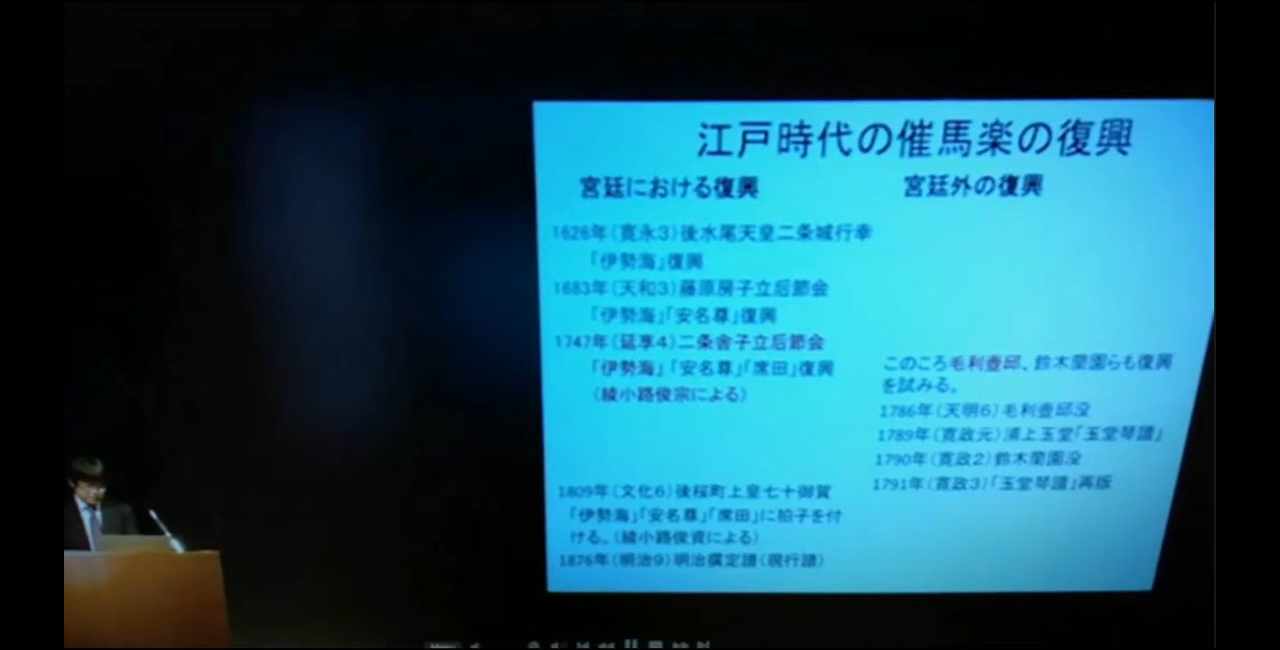 江戸時代の催馬楽の復興
宮廷における復興
1626年(寛永3)後水尾天皇二条城行幸
「伊勢海」復興
1683年(天和3)藤原房子立后節会
「伊勢海」「安名尊」復興
1747年(延享4)二条舎子立后節会
「伊勢海」「安名尊」「席田」復興
(綾小路俊宗による)
1809年(文化6)後桜町上皇七十御賀
「伊勢海」「安名尊」「席田」に拍子を付
ける。(綾小路俊資による)
1876年(明治9)明治撰定譜(現行譜)
宮廷外の復興
このころ毛利壺邱、鈴木蘭園らも復興
を試みる。
1786年(天明6)毛利壺邱没
1789年(寛政元)浦上玉堂「玉堂琴譜」
1790年(寛政2)鈴木蘭園没
1791年(寛政3)「玉堂琴譜」再版